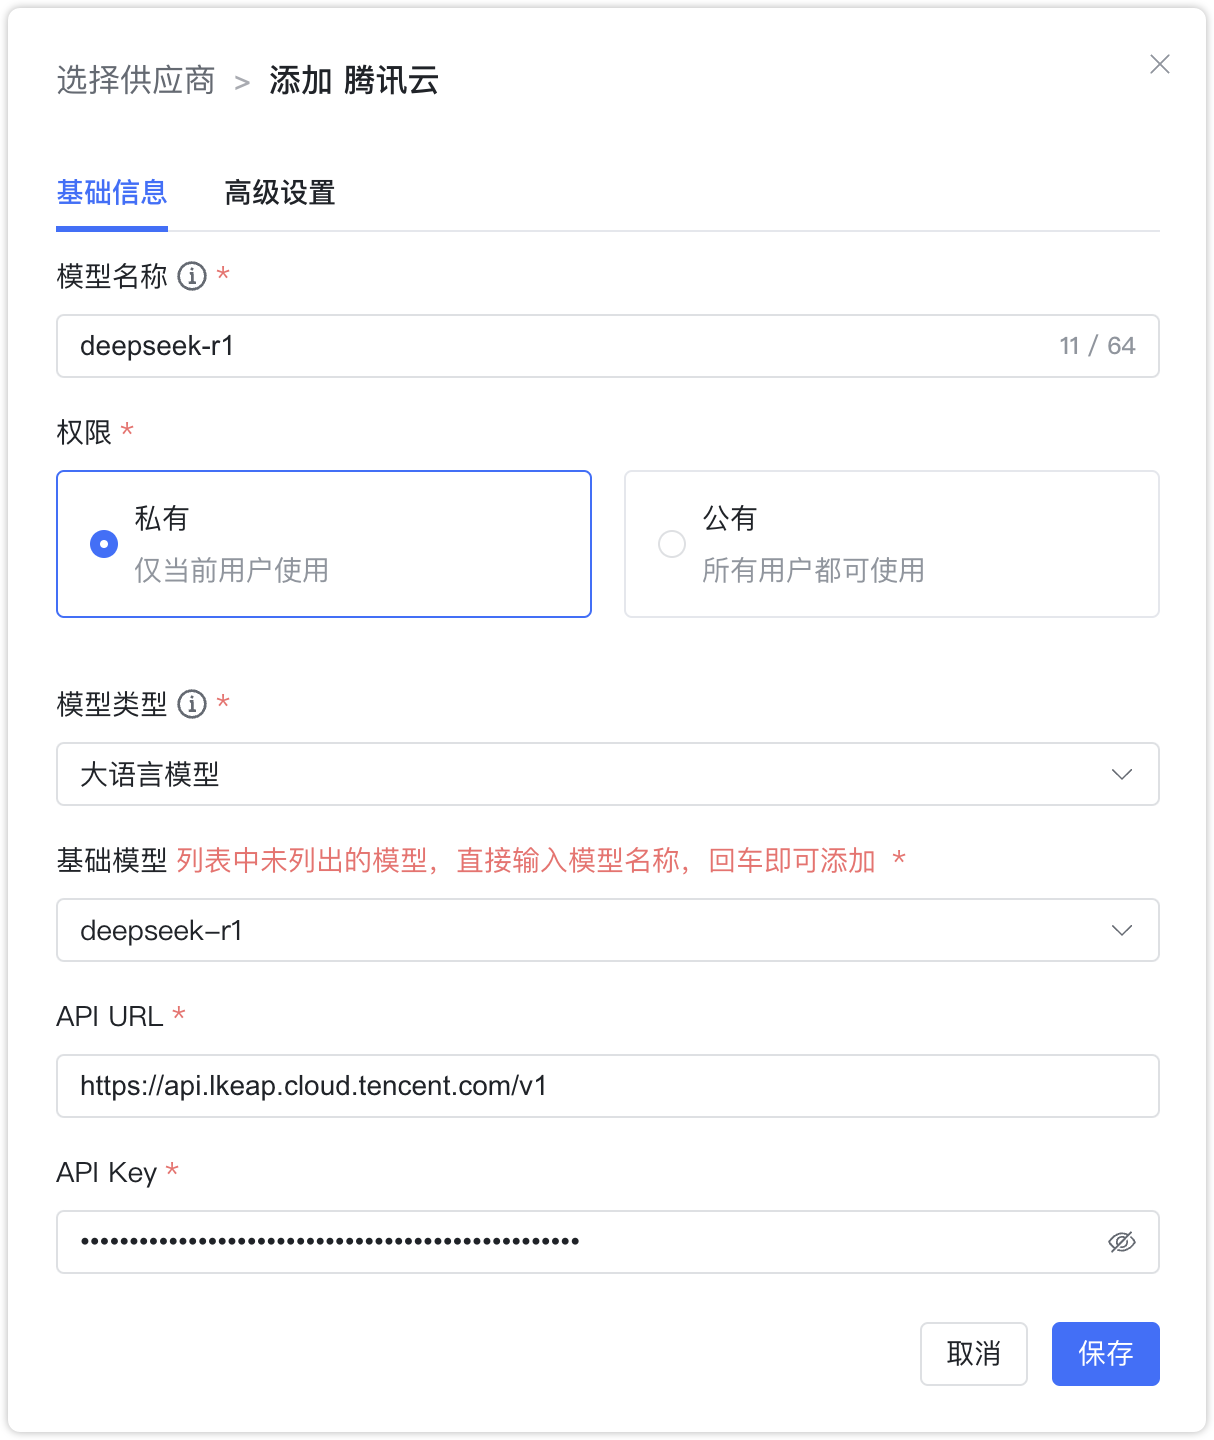 选择供应商 > 添加 腾讯云
基础信息 高级设置
模型名称 *
deepseek-r1 11 / 64
权限 *
私有
仅当前用户使用
公有
所有用户都可使用
模型类型 *
大语言模型
基础模型 列表中未列出的模型，直接输入模型名称，回车即可添加 *
deepseek-r1
API URL *
https://api.lkeap.cloud.tencent.com/v1
API Key *
•••••••••••••••••••••••••••••••••••••••••••••••••••
取消 保存